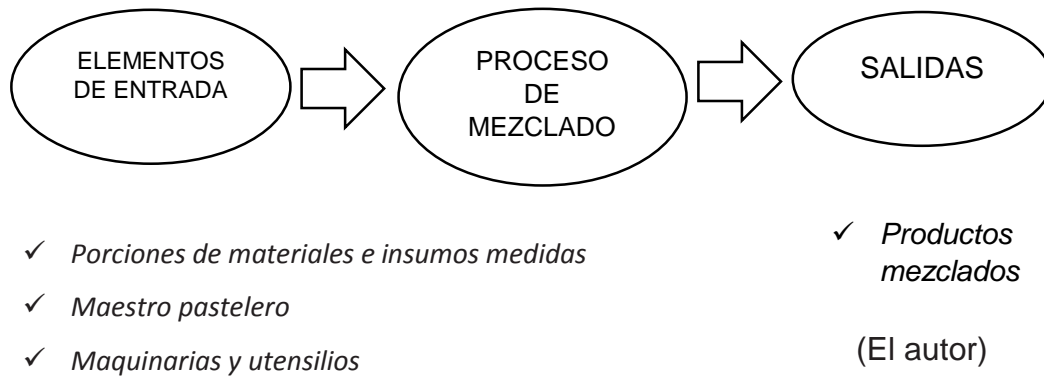 ELEMENTOS
DE ENTRADA
PROCESO
DE
MEZCLADO
SALIDAS
✓ Porciones de materiales e insumos medidas
✓ Maestro pastelero
✓ Maquinarias y utensilios
✓ Productos
mezclados
(El autor)